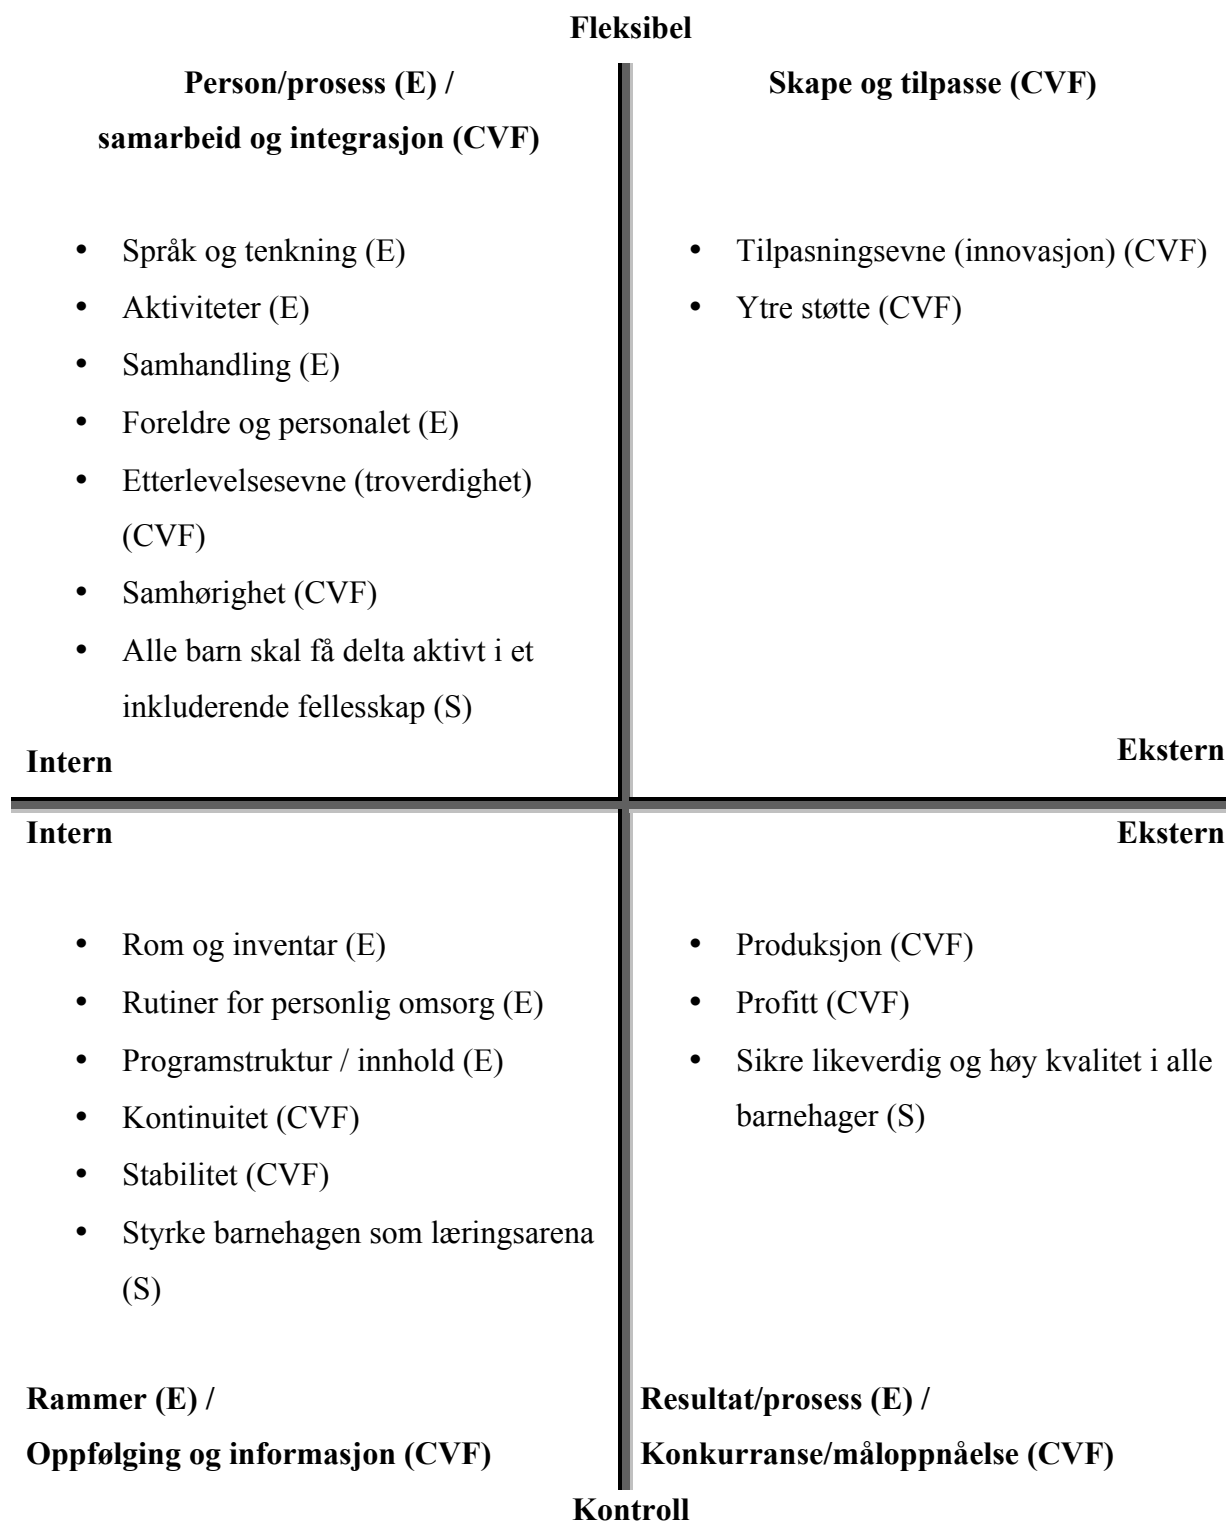 Fleksibel
Person/prosess (E) /
samarbeid og integrasjon (CVF)
• Språk og tenkning (E)
• Aktiviteter (E)
• Samhandling (E)
• Foreldre og personalet (E)
• Etterlevelsesevne (troverdighet)
(CVF)
• Samhørighet (CVF)
• Alle barn skal få delta aktivt i et
inkluderende fellesskap (S)
Intern
Skape og tilpasse (CVF)
• Tilpasningsevne (innovasjon) (CVF)
• Ytre støtte (CVF)
Ekstern
Intern
• Rom og inventar (E)
• Rutiner for personlig omsorg (E)
• Programstruktur / innhold (E)
• Kontinuitet (CVF)
• Stabilitet (CVF)
• Styrke barnehagen som læringsarena
(S)
Rammer (E) /
Oppfølging og informasjon (CVF)
Ekstern
• Produksjon (CVF)
• Profitt (CVF)
• Sikre likeverdig og høy kvalitet i alle
barnehager (S)
Resultat/prosess (E) /
Konkurranse/måloppnåelse (CVF)
Kontroll